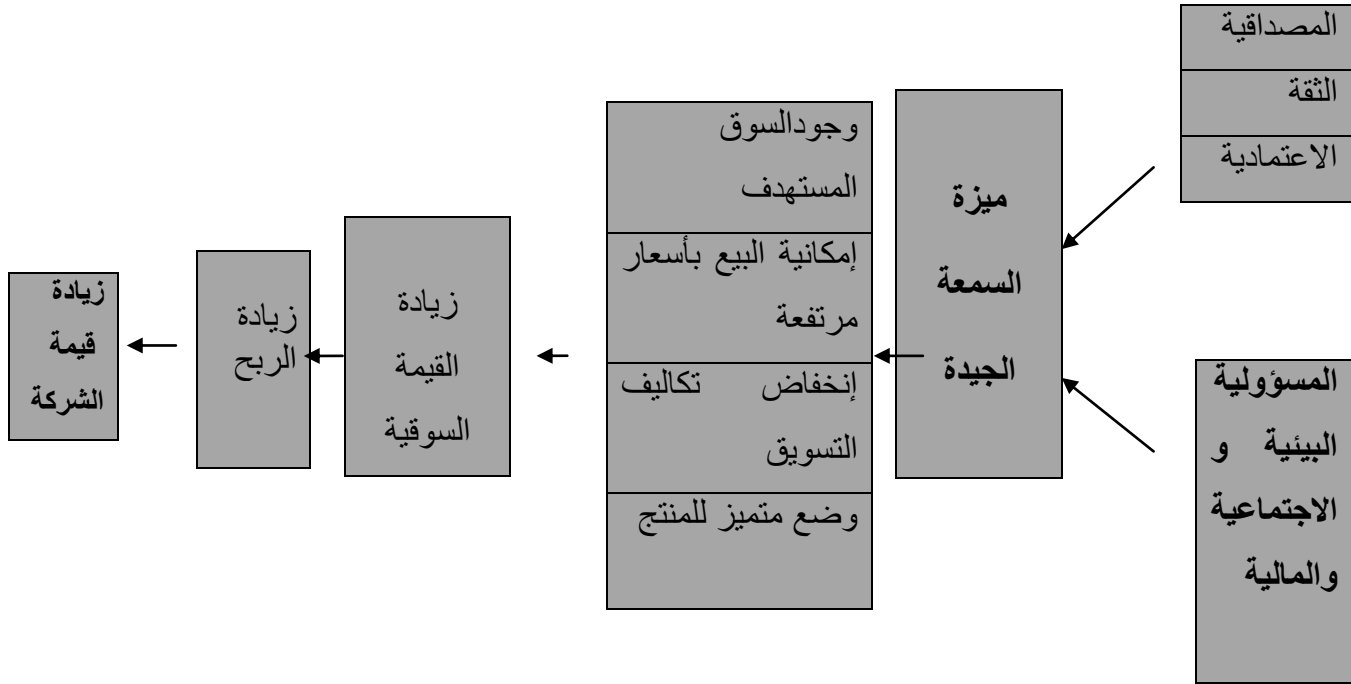 المصداقية
الثقة
الاعتمادية
المسؤولية
البيئية و
الاجتماعية
والمالية
ميزة
السمعة
الجيدة
وجودالسوق
المستهدف
إمكانية البيع بأسعار
مرتفعة
إنخفاض تكاليف
التسويق
وضع متميز للمنتج
زيادة
القيمة
السوقية
زيادة
الربح
زيادة
قيمة
الشركة